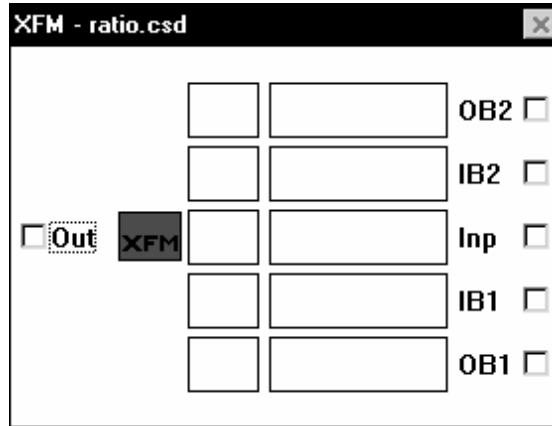 XFM - ratio.csd
OB2
IB2
Out XFM Inp
IB1
OB1